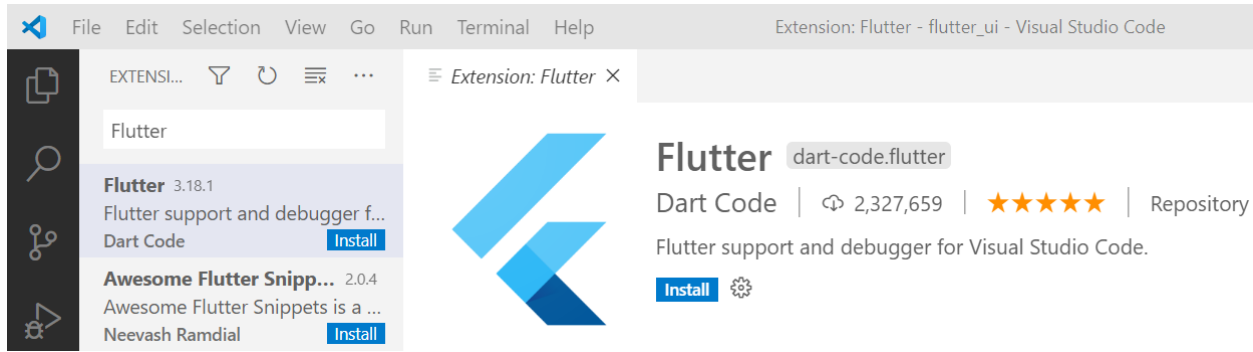 File Edit Selection View Go Run Terminal Help Extension: Flutter - flutter_ui - Visual Studio Code
EXTENSI...
Extension: Flutter
Flutter
Flutter 3.18.1
Flutter support and debugger f...
Dart Code Install
Awesome Flutter Snipp... 2.0.4
Awesome Flutter Snippets is a ...
Neevash Ramdial Install
Flutter dart-code.flutter
Dart Code 2,327,659 Repository
Flutter support and debugger for Visual Studio Code.
Install